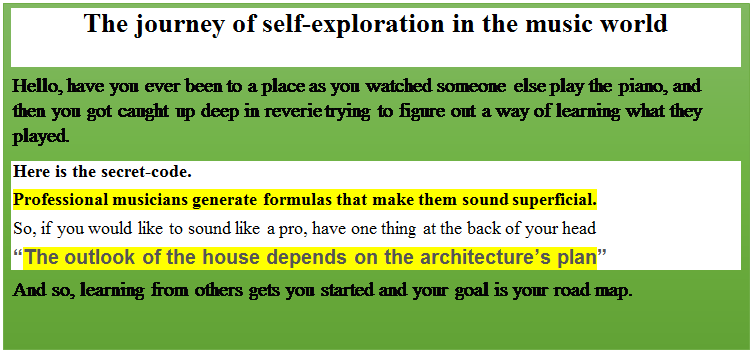 The journey of self-exploration in the music world
Hello, have you ever been to a place as you watched someone else play the piano, and
then you got caught up deep in reverie trying to figure out a way of learning what they
played.
Here is the secret-code.
Professional musicians generate formulas that make them sound superficial.
So, if you would like to sound like a pro, have one thing at the back of your head
“The outlook of the house depends on the architecture’s plan”
And so, learning from others gets you started and your goal is your road map.